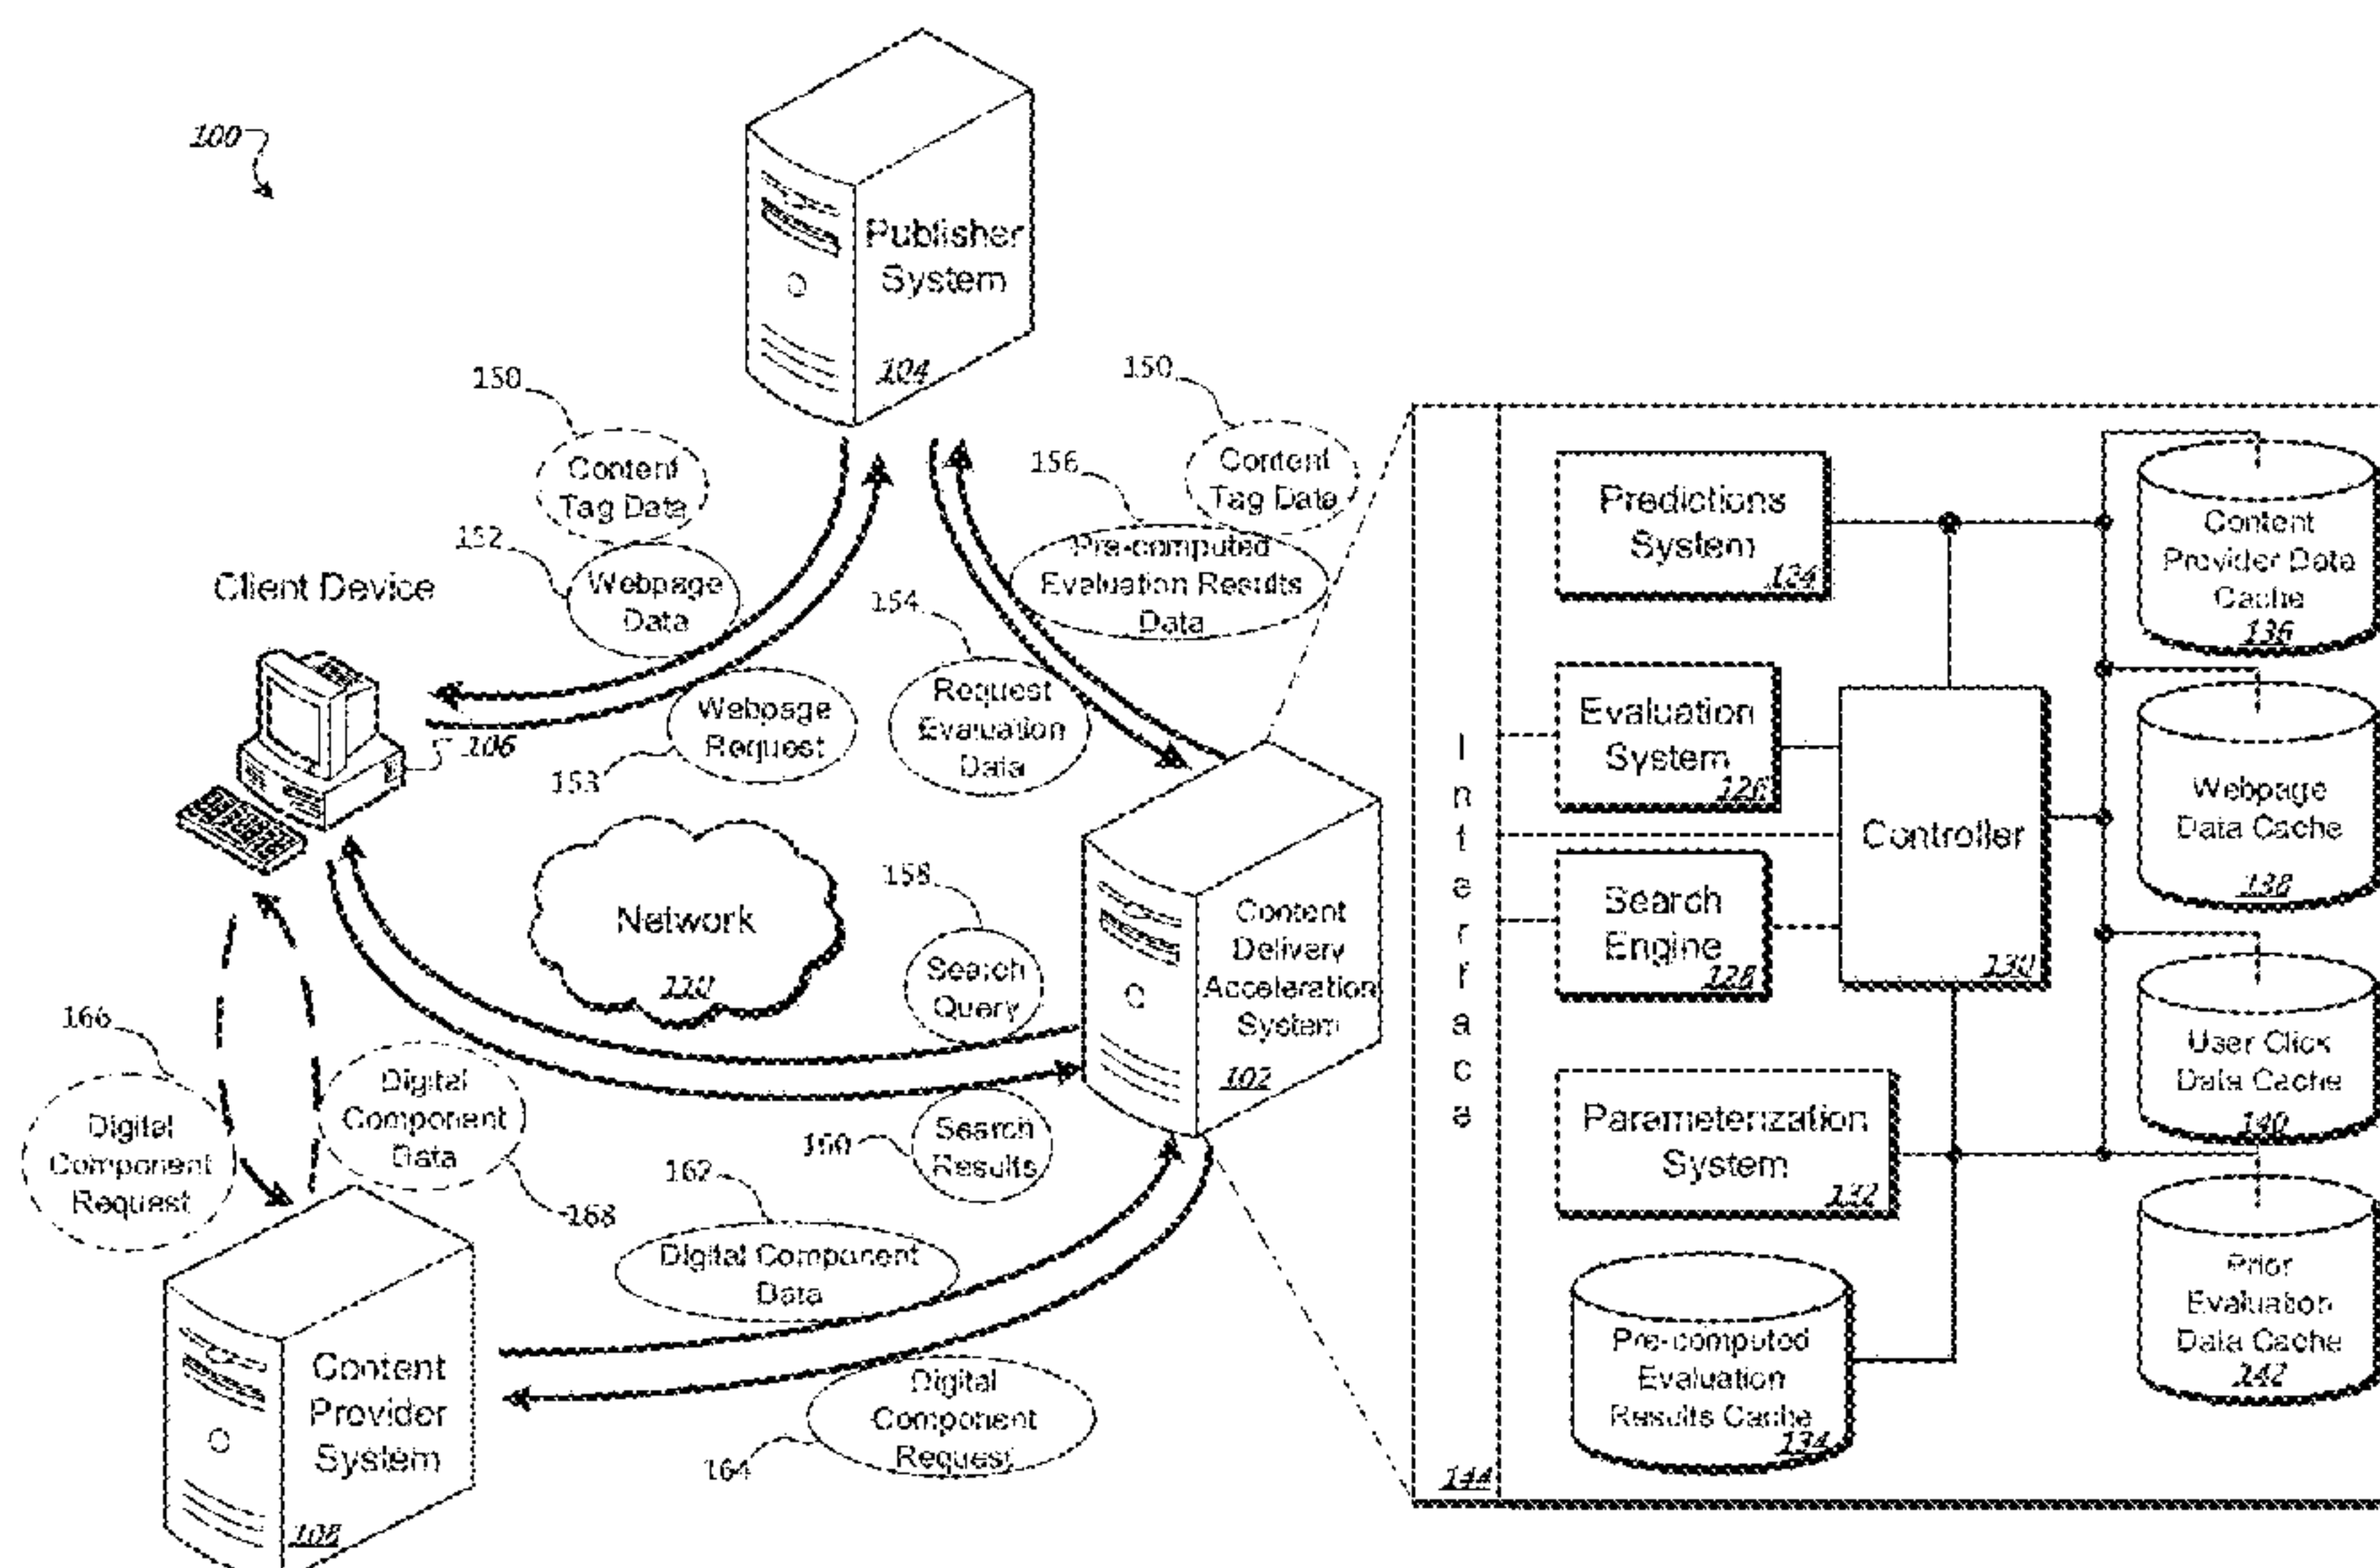 100
Publisher
System
104
150
Content
Tag Data
152
Webpage
Data
Client Device
106
Webpage
Request
153
150
Content
Tag Data
156
Pre-computed
Evaluation Results
Data
154
Request
Evaluation
Data
Network
110
158
Search
Query
Content
Delivery
Acceleration
System
102
160
Search
Results
166
Digital
Component
Request
Digital
Component
Data
168
162
Digital Component
Data
Digital
Component
Request
164
Content
Provider
System
108
Interface
144
Predictions
System
124
Evaluation
System
126
Search
Engine
128
Controller
130
Parameterization
System
132
Pre-computed
Evaluation
Results Cache
134
Content
Provider Data
Cache
136
Webpage
Data Cache
138
User Click
Data Cache
140
Prior
Evaluation
Data Cache
142